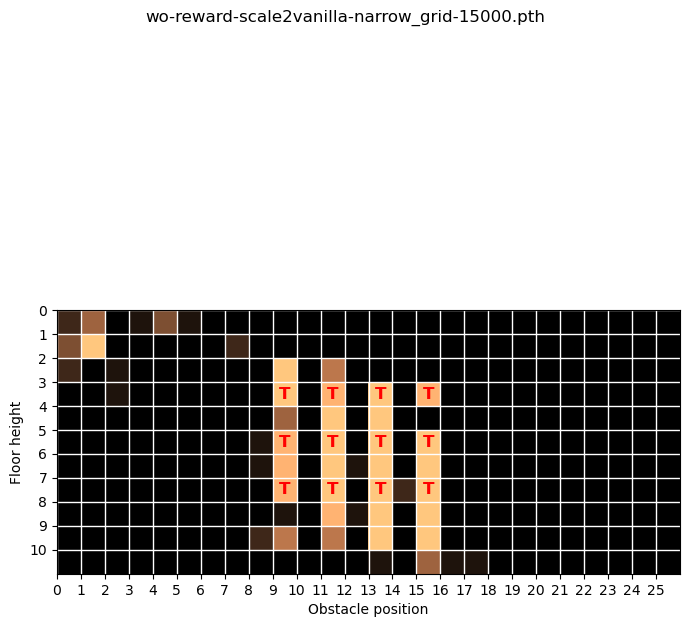 wo-reward-scale2vanilla-narrow_grid-15000.pth
0
1
2
3
T T T T
4
5
T T T T
6
7
T T T T
8
9
10
Floor height
0 1 2 3 4 5 6 7 8 9 10 11 12 13 14 15 16 17 18 19 20 21 22 23 24 25
Obstacle position